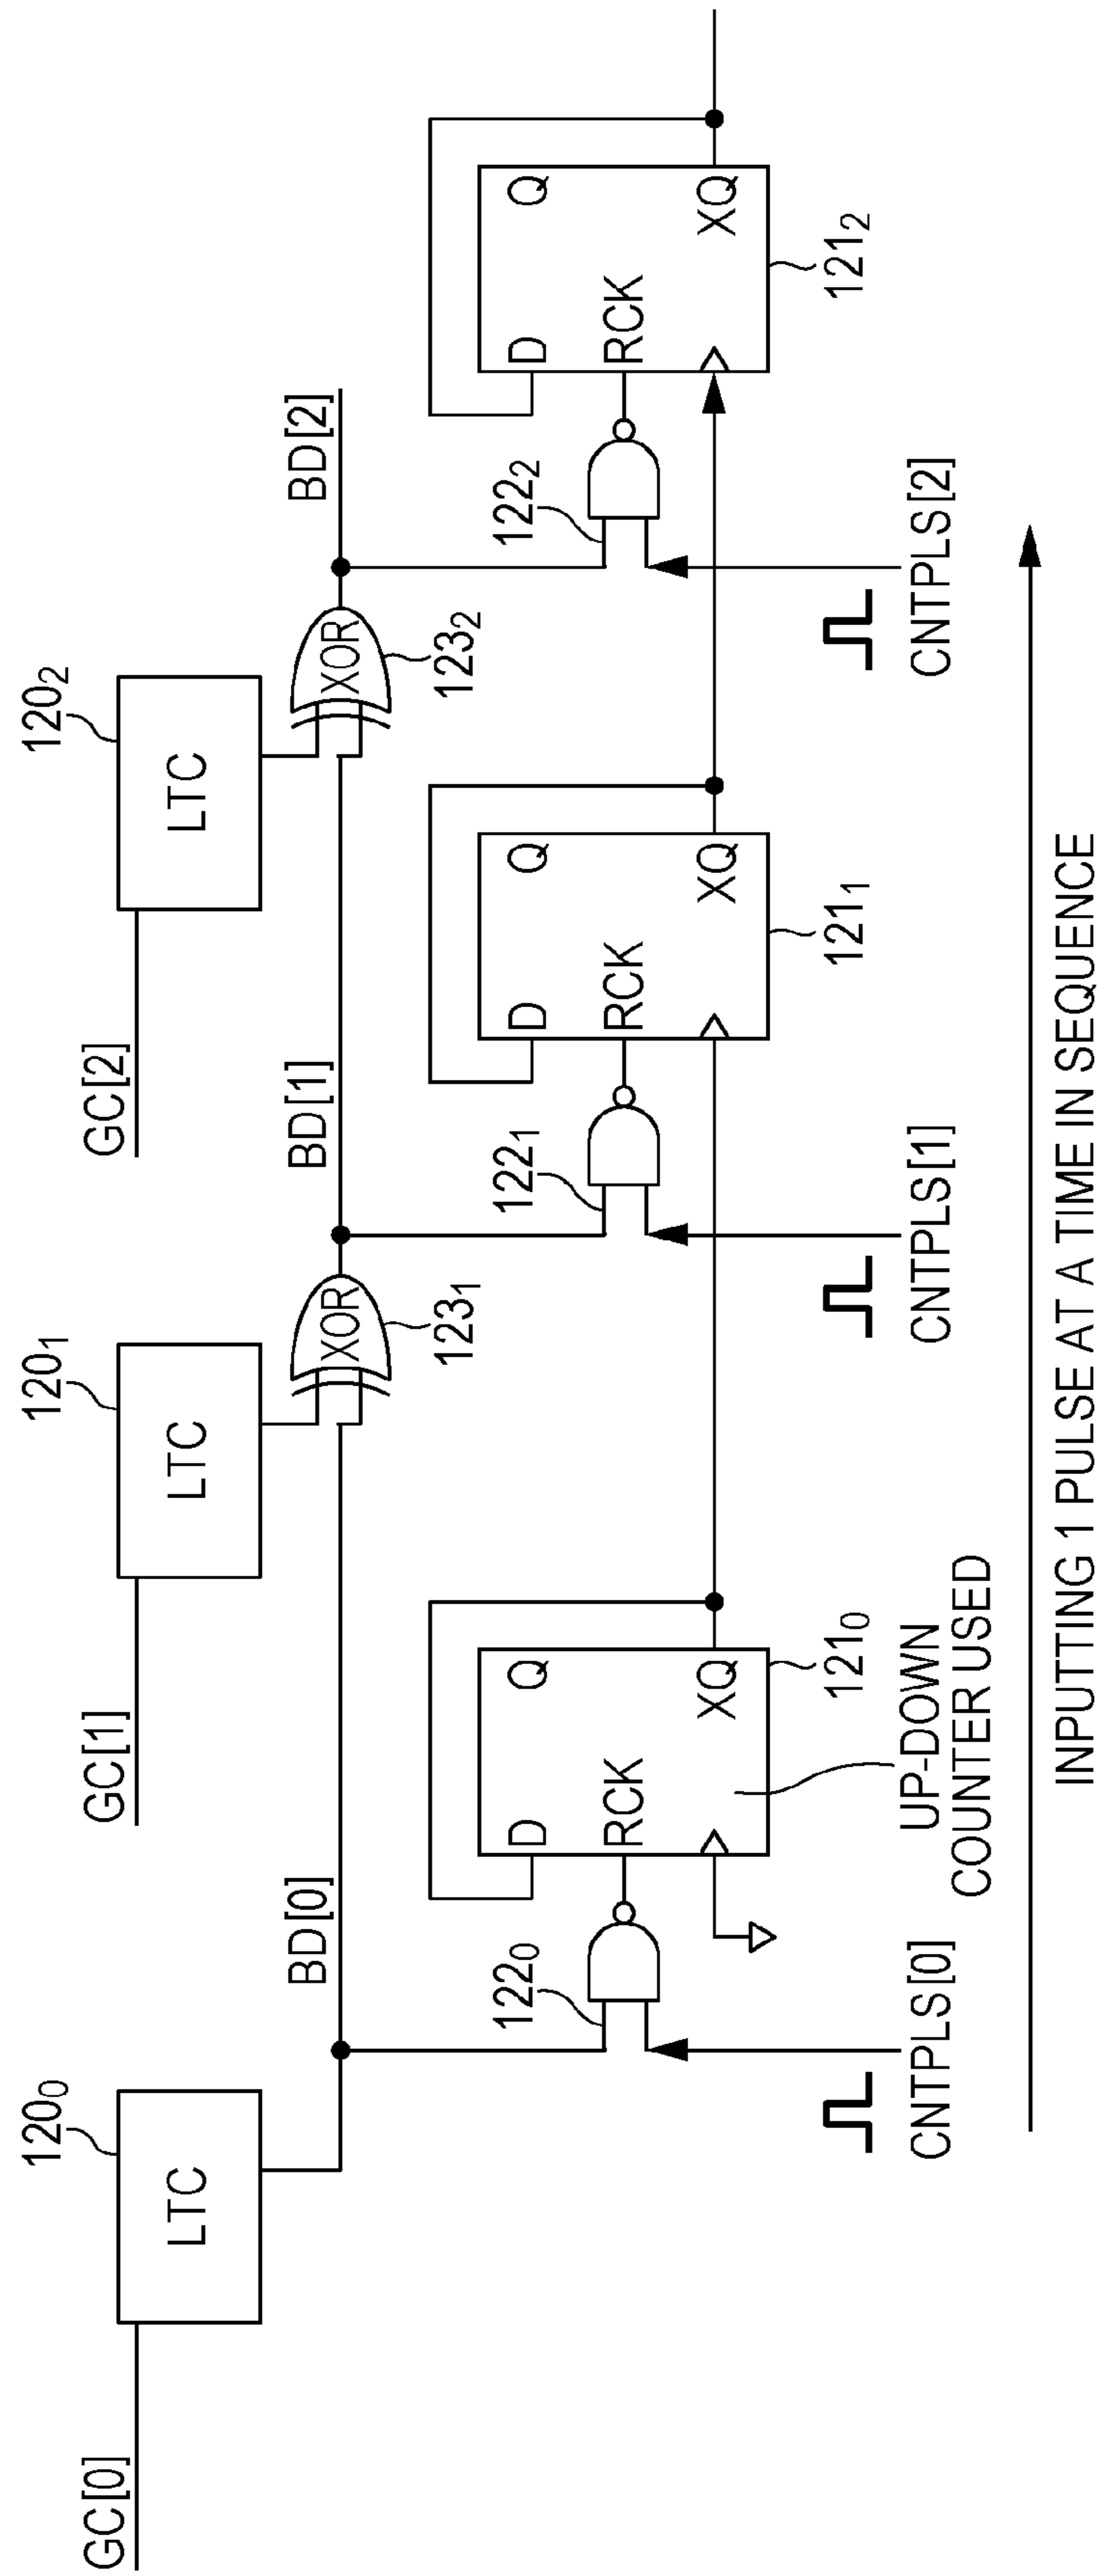 GC[0]
120₀
LTC
BD[0]
GC[1]
120₁
LTC
XOR
123₁
BD[1]
GC[2]
120₂
LTC
XOR
123₂
BD[2]
122₀
D
Q
RCK
XQ
121₀
UP-DOWN
COUNTER USED
CNTPLS[0]
122₁
D
Q
RCK
XQ
121₁
CNTPLS[1]
122₂
D
Q
RCK
XQ
121₂
CNTPLS[2]
INPUTTING 1 PULSE AT A TIME IN SEQUENCE